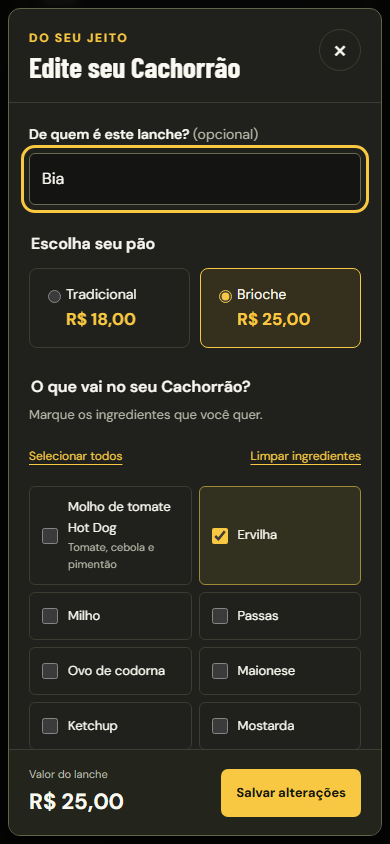 DO SEU JEITO
Edite seu Cachorrão
De quem é este lanche? (opcional)
Bia
Escolha seu pão
Tradicional
R$ 18,00
Brioche
R$ 25,00
O que vai no seu Cachorrão?
Marque os ingredientes que você quer.
Selecionar todos
Limpar ingredientes
Molho de tomate
Hot Dog
Tomate, cebola e
pimentão
Ervilha
Milho
Passas
Ovo de codorna
Maionese
Ketchup
Mostarda
Valor do lanche
R$ 25,00
Salvar alterações